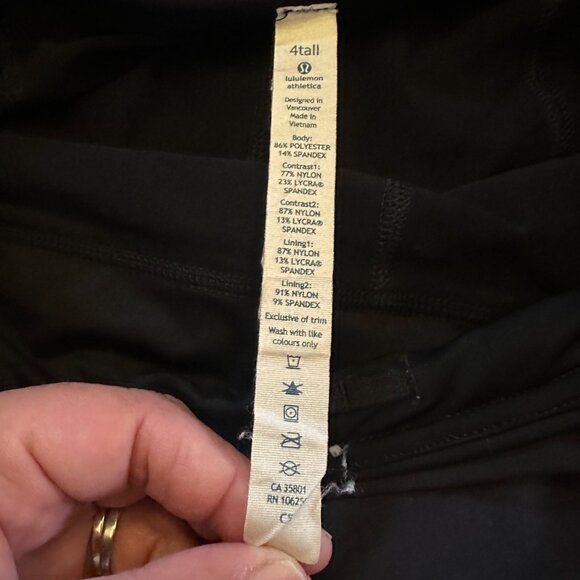 4tall
lululemon
athletica
Designed in
Vancouver
Made in
Vietnam
Body:
86% POLYESTER
14% SPANDEX
Contrast1:
77% NYLON
23% LYCRA®
SPANDEX
Contrast2:
87% NYLON
13% LYCRA®
SPANDEX
Lining1:
87% NYLON
13% LYCRA®
SPANDEX
Lining2:
91% NYLON
9% SPANDEX
Exclusive of trim
Wash with like
colours only
CA 35801
RN 10625